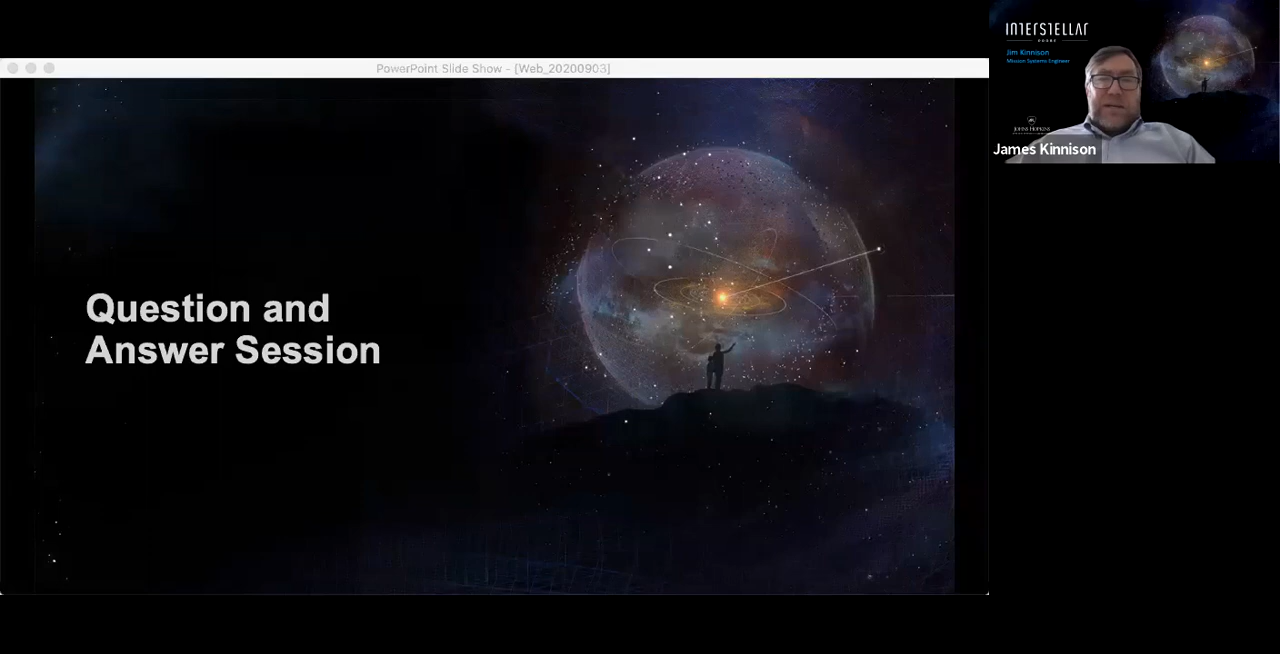 PowerPoint Slide Show - [Web_20200903]
Question and
Answer Session
INTERSTELLAR
PROBE
Jim Kinnison
Mission Systems Engineer
JOHNS HOPKINS
James Kinnison